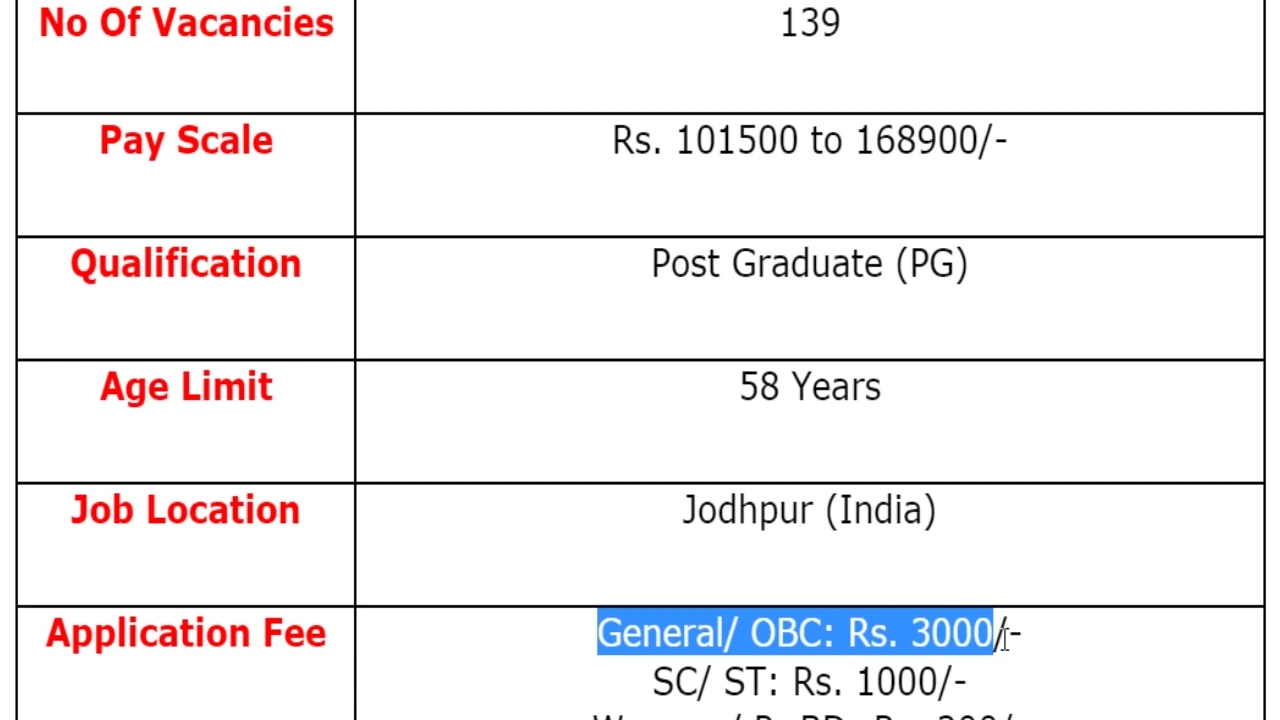 No Of Vacancies 139
Pay Scale Rs. 101500 to 168900/-
Qualification Post Graduate (PG)
Age Limit 58 Years
Job Location Jodhpur (India)
Application Fee General/ OBC: Rs. 3000/-
SC/ ST: Rs. 1000/-